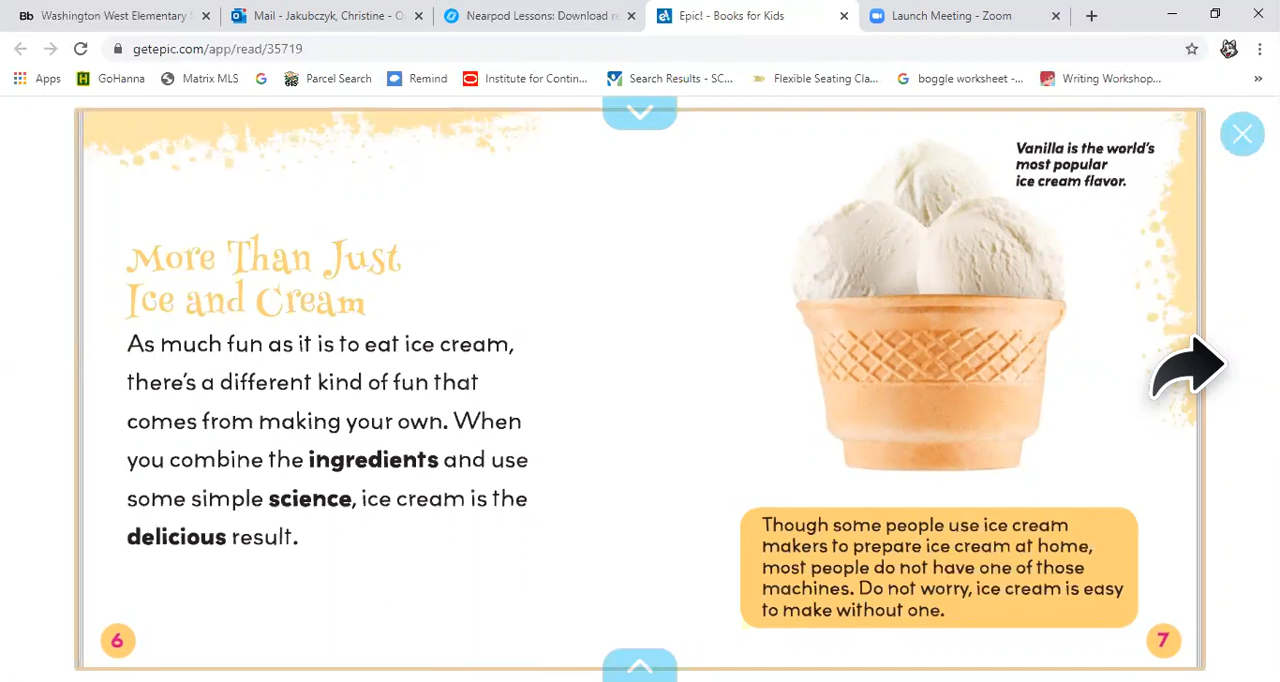 Bb Washington West Elementary
Mail - Jakubczyk, Christine - O
Nearpod Lessons: Download r
Epic! - Books for Kids
Launch Meeting - Zoom
getepic.com/app/read/35719
Apps
GoHanna
Matrix MLS
Parcel Search
Remind
Institute for Contin...
Search Results - SC...
Flexible Seating Cla...
boggle worksheet -...
Writing Workshop...
More Than Just
Ice and Cream
As much fun as it is to eat ice cream,
there's a different kind of fun that
comes from making your own. When
you combine the ingredients and use
some simple science, ice cream is the
delicious result.
6
Vanilla is the world's
most popular
ice cream flavor.
Though some people use ice cream
makers to prepare ice cream at home,
most people do not have one of those
machines. Do not worry, ice cream is easy
to make without one.
7